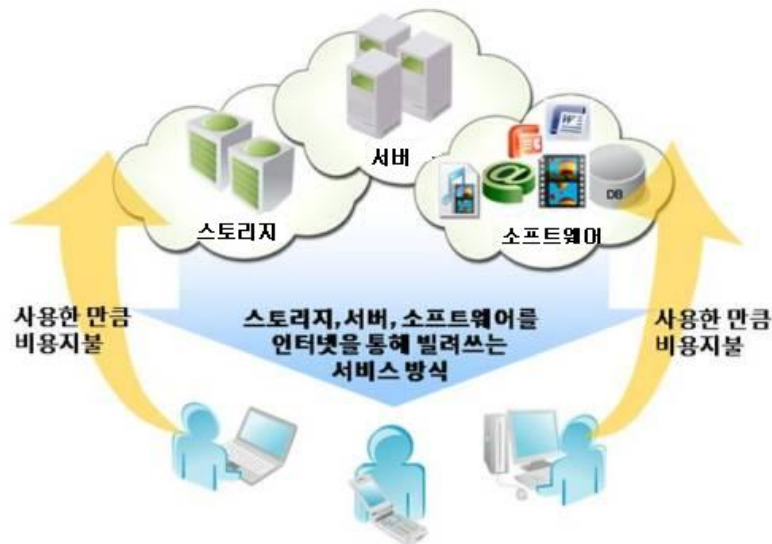 서버
스토리지
소프트웨어
W
@
DB
사용한 만큼
비용지불
스토리지, 서버, 소프트웨어를
인터넷을 통해 빌려쓰는
서비스 방식
사용한 만큼
비용지불